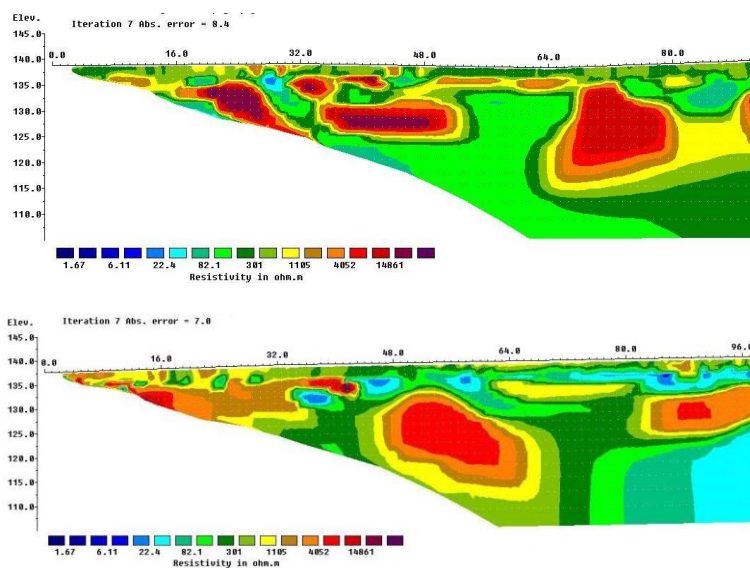 Elev. Iteration 7 Abs. error = 8.4
145.0
140.0 0.0 16.0 32.0 48.0 64.0 80.0
135.0
130.0
125.0
120.0
115.0
110.0
1.67 6.11 22.4 82.1 301 1105 4052 14861
Resistivity in ohm.m
Elev. Iteration 7 Abs. error = 7.0
145.0
140.0 0.0 16.0 32.0 48.0 64.0 80.0 96.0
135.0
130.0
125.0
120.0
115.0
110.0
1.67 6.11 22.4 82.1 301 1105 4052 14861
Resistivity in ohm.m